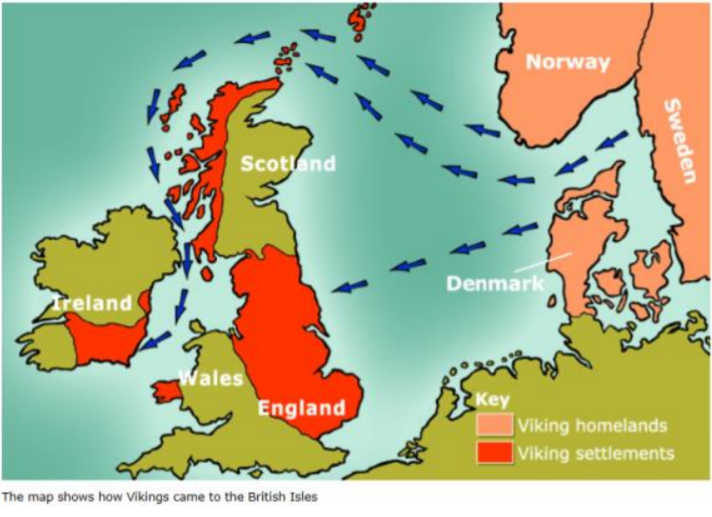 Norway
Sweden
Scotland
Denmark
Ireland
Wales
England
Key
Viking homelands
Viking settlements
The map shows how Vikings came to the British Isles